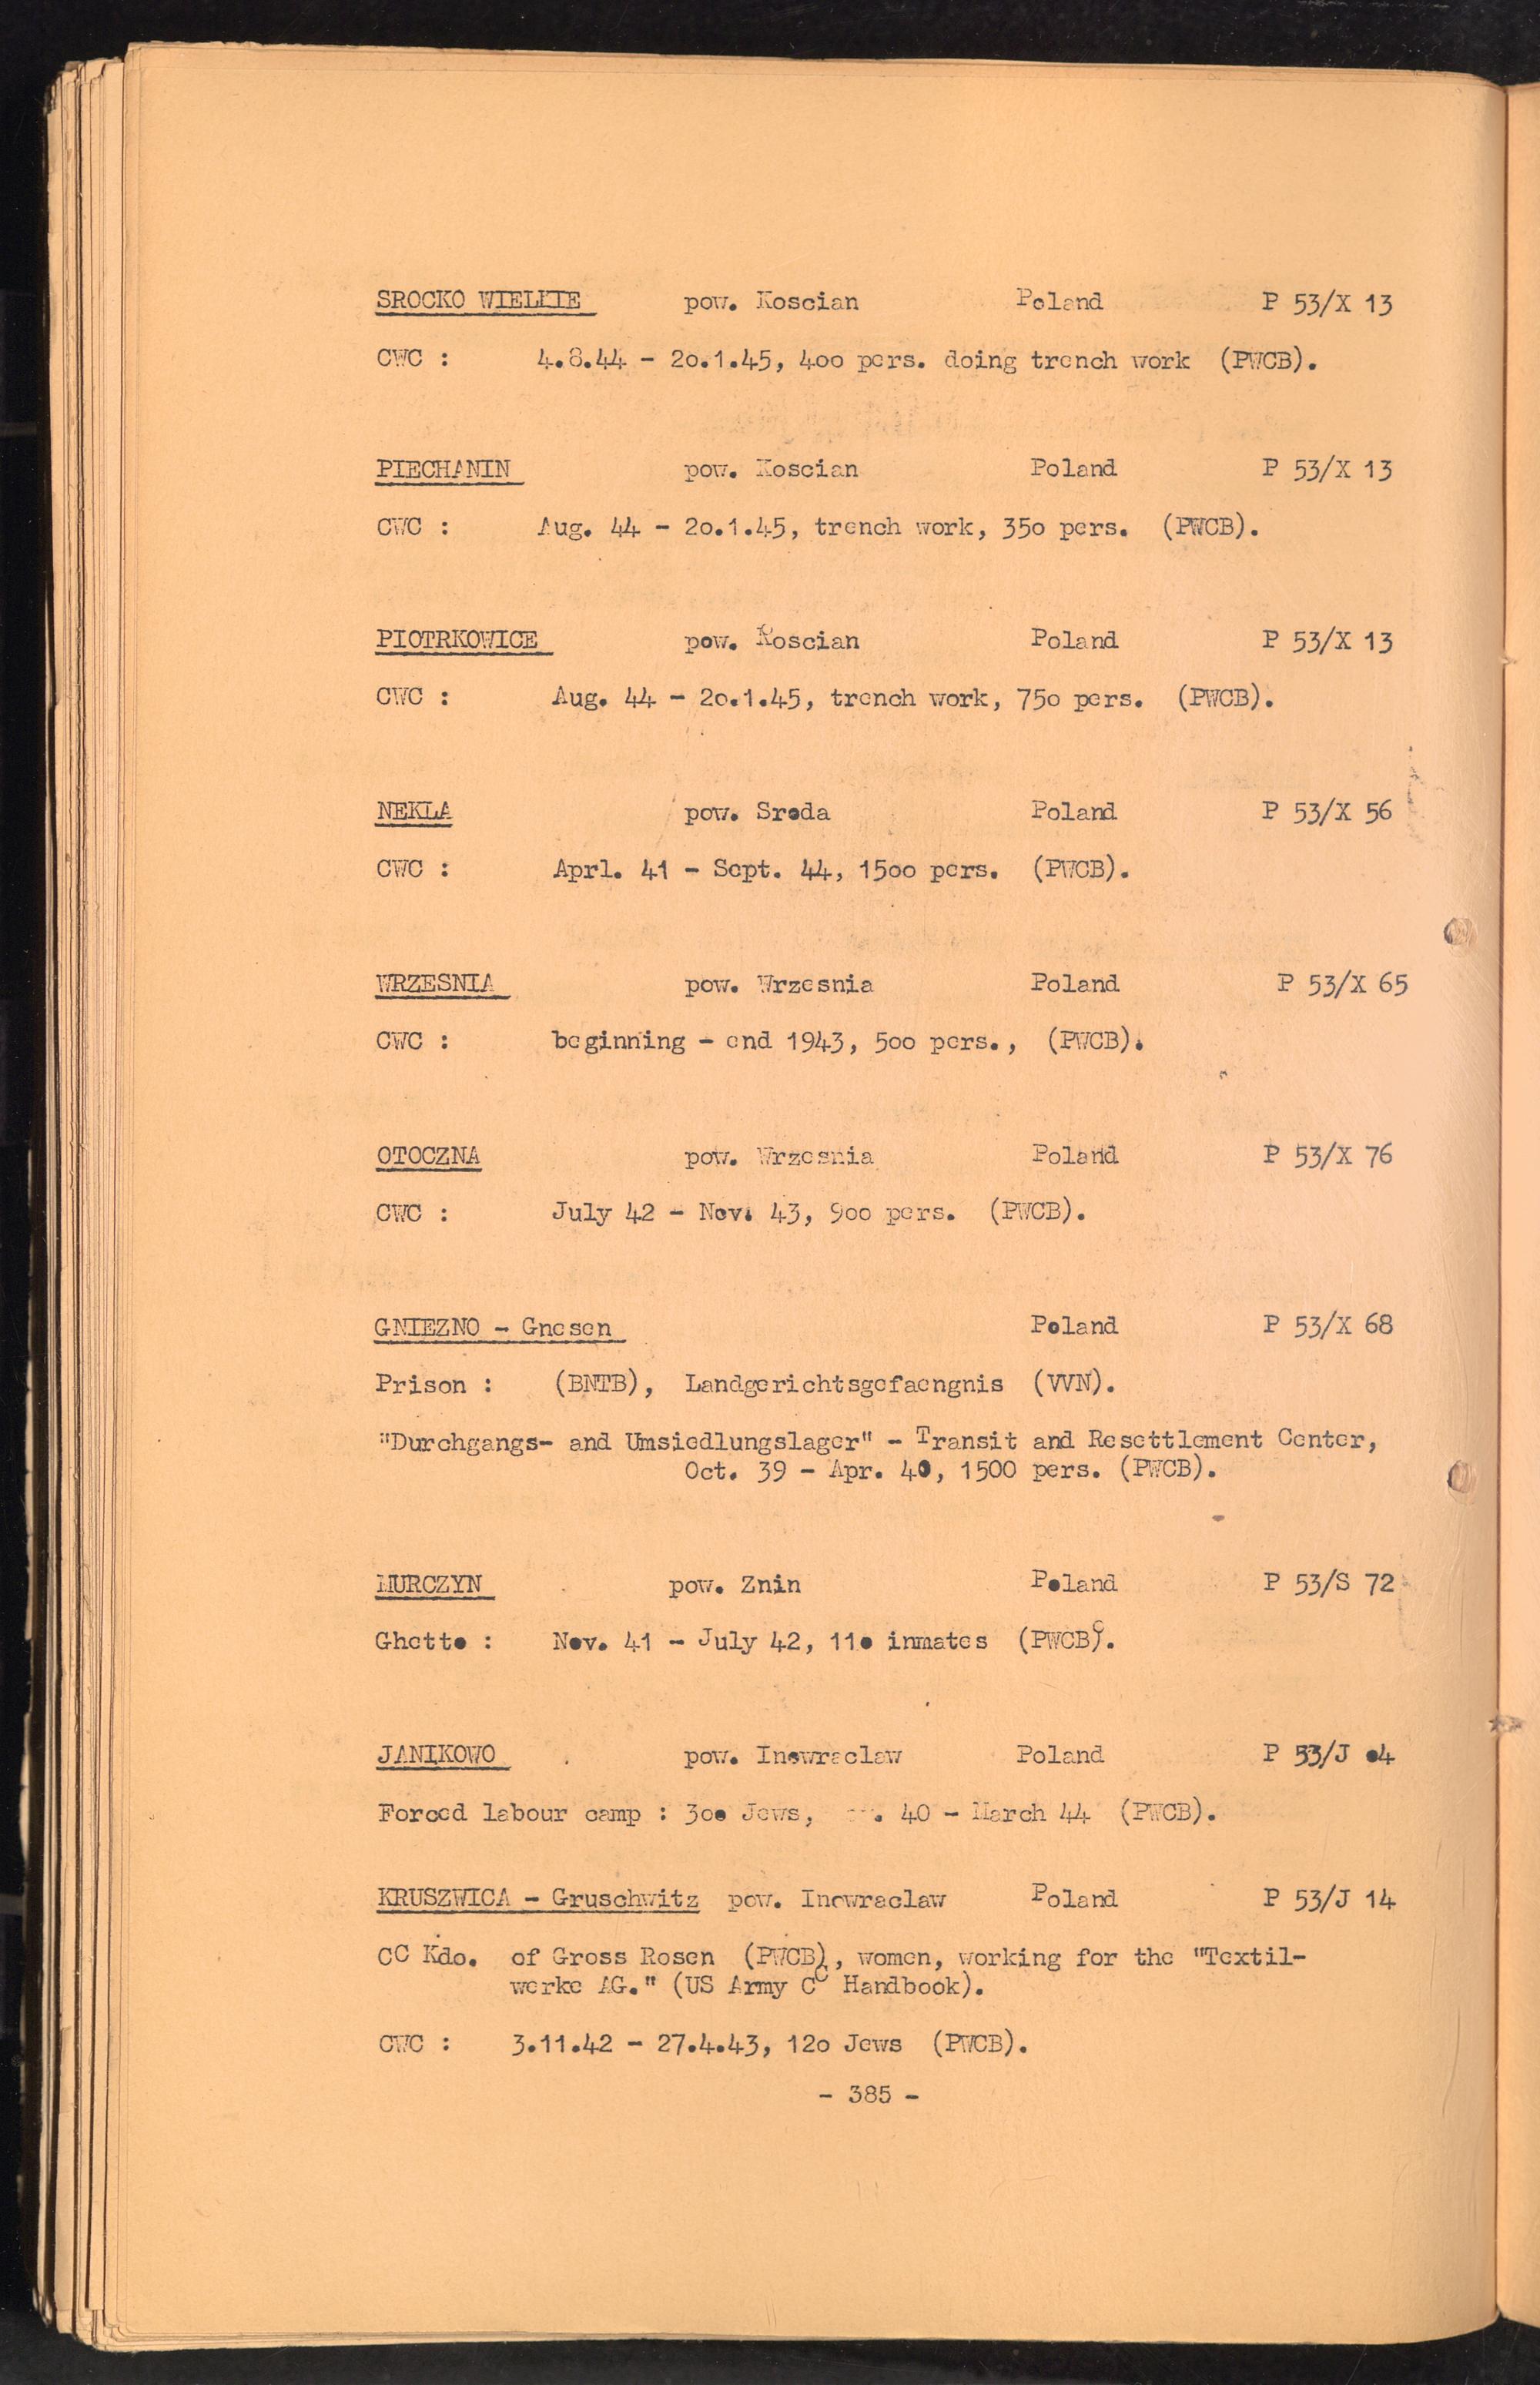 SROCKO WIELKIE pow. Koscian Poland P 53/X 13
CWC : 4.8.44 - 20.1.45, 400 pers. doing trench work (PWCB).
PIECHANIN pow. Koscian Poland P 53/X 13
CWC : Aug. 44 - 20.1.45, trench work, 350 pers. (PWCB).
PIOTRKOWICE pow. Koscian Poland P 53/X 13
CWC : Aug. 44 - 20.1.45, trench work, 750 pers. (PWCB).
NEKLA pow. Sroda Poland P 53/X 56
CWC : Aprl. 41 - Sept. 44, 1500 pers. (PWCB).
WRZESNIA pow. Wrzesnia Poland P 53/X 65
CWC : beginning - end 1943, 500 pers., (PWCB).
OTOCZNA pow. Wrzesnia Poland P 53/X 76
CWC : July 42 - Nov. 43, 900 pers. (PWCB).
GNIEZNO - Gnesen Poland P 53/X 68
Prison : (BNTB), Landgerichtsgefaengnis (VVN).
"Durchgangs- and Umsiedlungslager" - Transit and Resettlement Center,
Oct. 39 - Apr. 40, 1500 pers. (PWCB).
MURCZYN pow. Znin Poland P 53/S 72
Ghetto : Nov. 41 - July 42, 110 inmates (PWCB).
JANIKOWO pow. Inowraclaw Poland P 53/J 04
Forced labour camp : 300 Jews, 40 - March 44 (PWCB).
KRUSZWICA - Gruschwitz pow. Inowraclaw Poland P 53/J 14
CC Kdo. of Gross Rosen (PWCB), women, working for the "Textil-
werke AG." (US Army CC Handbook).
CWC : 3.11.42 - 27.4.43, 120 Jews (PWCB).
- 385 -